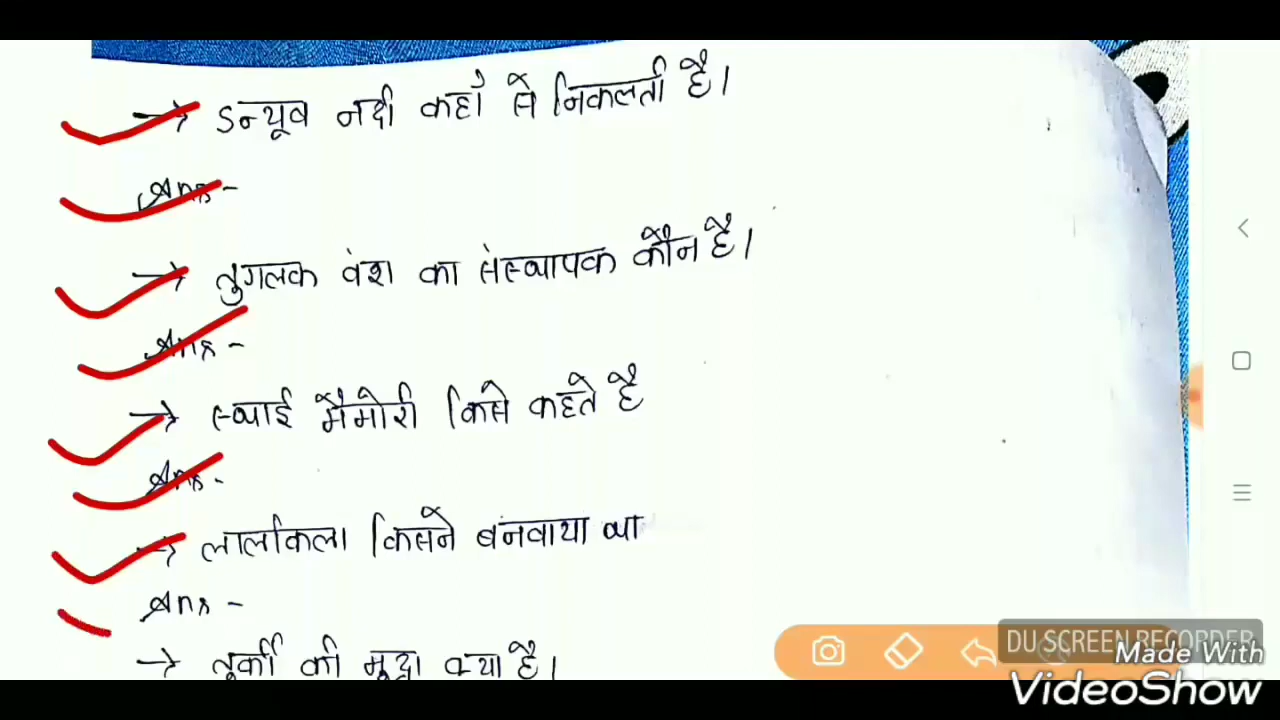 → डन्यूव नदी कहाँ से निकलती है।
Ans -
→ तुगलक वंश का संस्थापक कौन है।
Ans -
→ स्थाई मैमोरी किसे कहते है
Ans -
→ लालकिला किसने बनवाया था
Ans -
→ तुर्की की मुद्रा क्या है।
DU SCREEN RECORDER
Made With
VideoShow